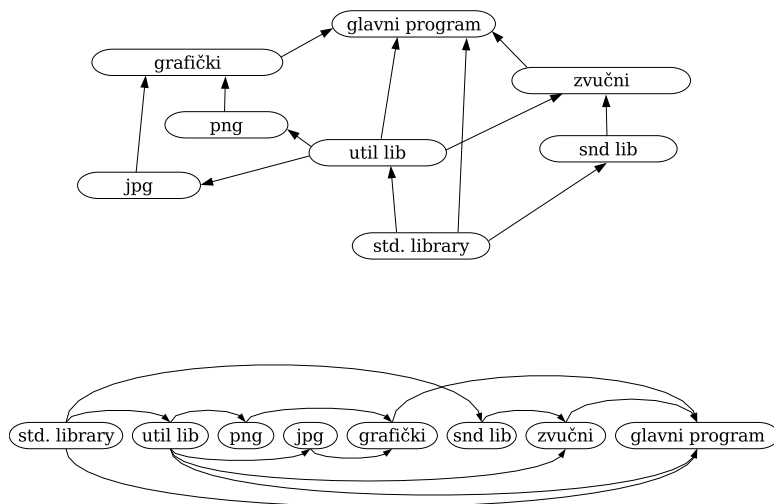 glavni program
grafički
zvučni
png
util lib
snd lib
jpg
std. library
std. library util lib png jpg grafički snd lib zvučni glavni program